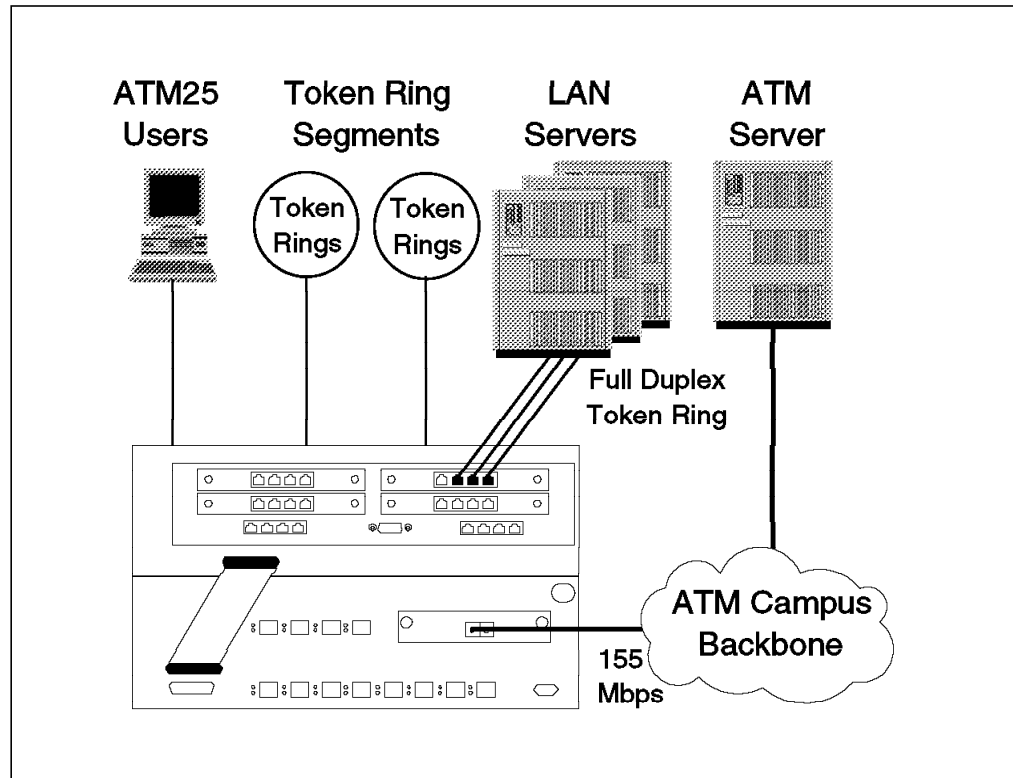 ATM25
Users
Token Ring
Segments
LAN
Servers
ATM
Server
Token
Rings
Token
Rings
Full Duplex
Token Ring
ATM Campus
Backbone
155
Mbps